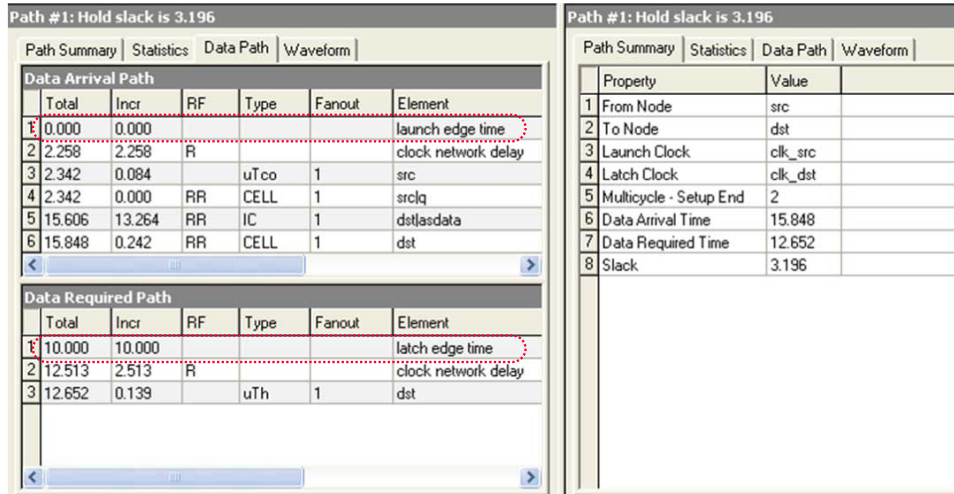 Path #1: Hold slack is 3.196
Path Summary Statistics Data Path Waveform
Data Arrival Path
Total Incr RF Type Fanout Element
1 0.000 0.000 launch edge time
2 2.258 2.258 R clock network delay
3 2.342 0.084 uTco 1 src
4 2.342 0.000 RR CELL 1 src|q
5 15.606 13.264 RR IC 1 dst|asdata
6 15.848 0.242 RR CELL 1 dst
Data Required Path
Total Incr RF Type Fanout Element
1 10.000 10.000 latch edge time
2 12.513 2.513 R clock network delay
3 12.652 0.139 uTh 1 dst
Path #1: Hold slack is 3.196
Path Summary Statistics Data Path Waveform
Property Value
1 From Node src
2 To Node dst
3 Launch Clock clk_src
4 Latch Clock clk_dst
5 Multicycle - Setup End 2
6 Data Arrival Time 15.848
7 Data Required Time 12.652
8 Slack 3.196